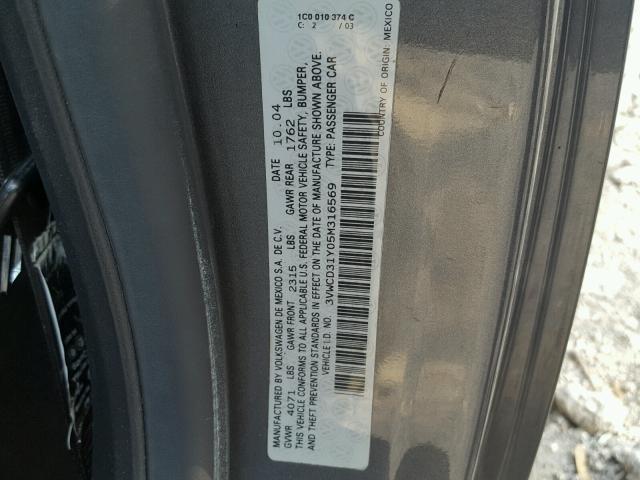 1C0 010 374 C
C: 2 / 03
MANUFACTURED BY VOLKSWAGEN DE MEXICO S.A. DE C.V. DATE 10.04
GVWR 4071 LBS GAWR FRONT 2315 LBS GAWR REAR 1762 LBS
THIS VEHICLE CONFORMS TO ALL APPLICABLE U.S. FEDERAL MOTOR VEHICLE SAFETY, BUMPER,
AND THEFT PREVENTION STANDARDS IN EFFECT ON THE DATE OF MANUFACTURE SHOWN ABOVE.
VEHICLE I.D. NO. 3VWCD31Y05M316569 TYPE: PASSENGER CAR
COUNTRY OF ORIGIN: MEXICO